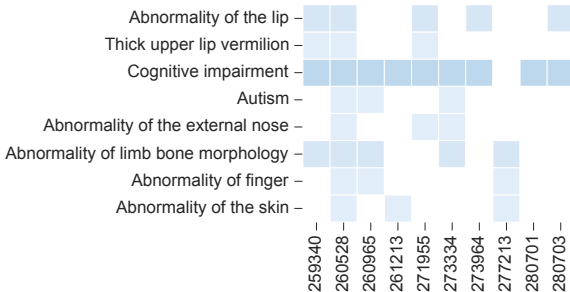 Abnormality of the lip
Thick upper lip vermilion
Cognitive impairment
Autism
Abnormality of the external nose
Abnormality of limb bone morphology
Abnormality of finger
Abnormality of the skin
259340
260528
260965
261213
271955
273334
273964
277213
280701
280703